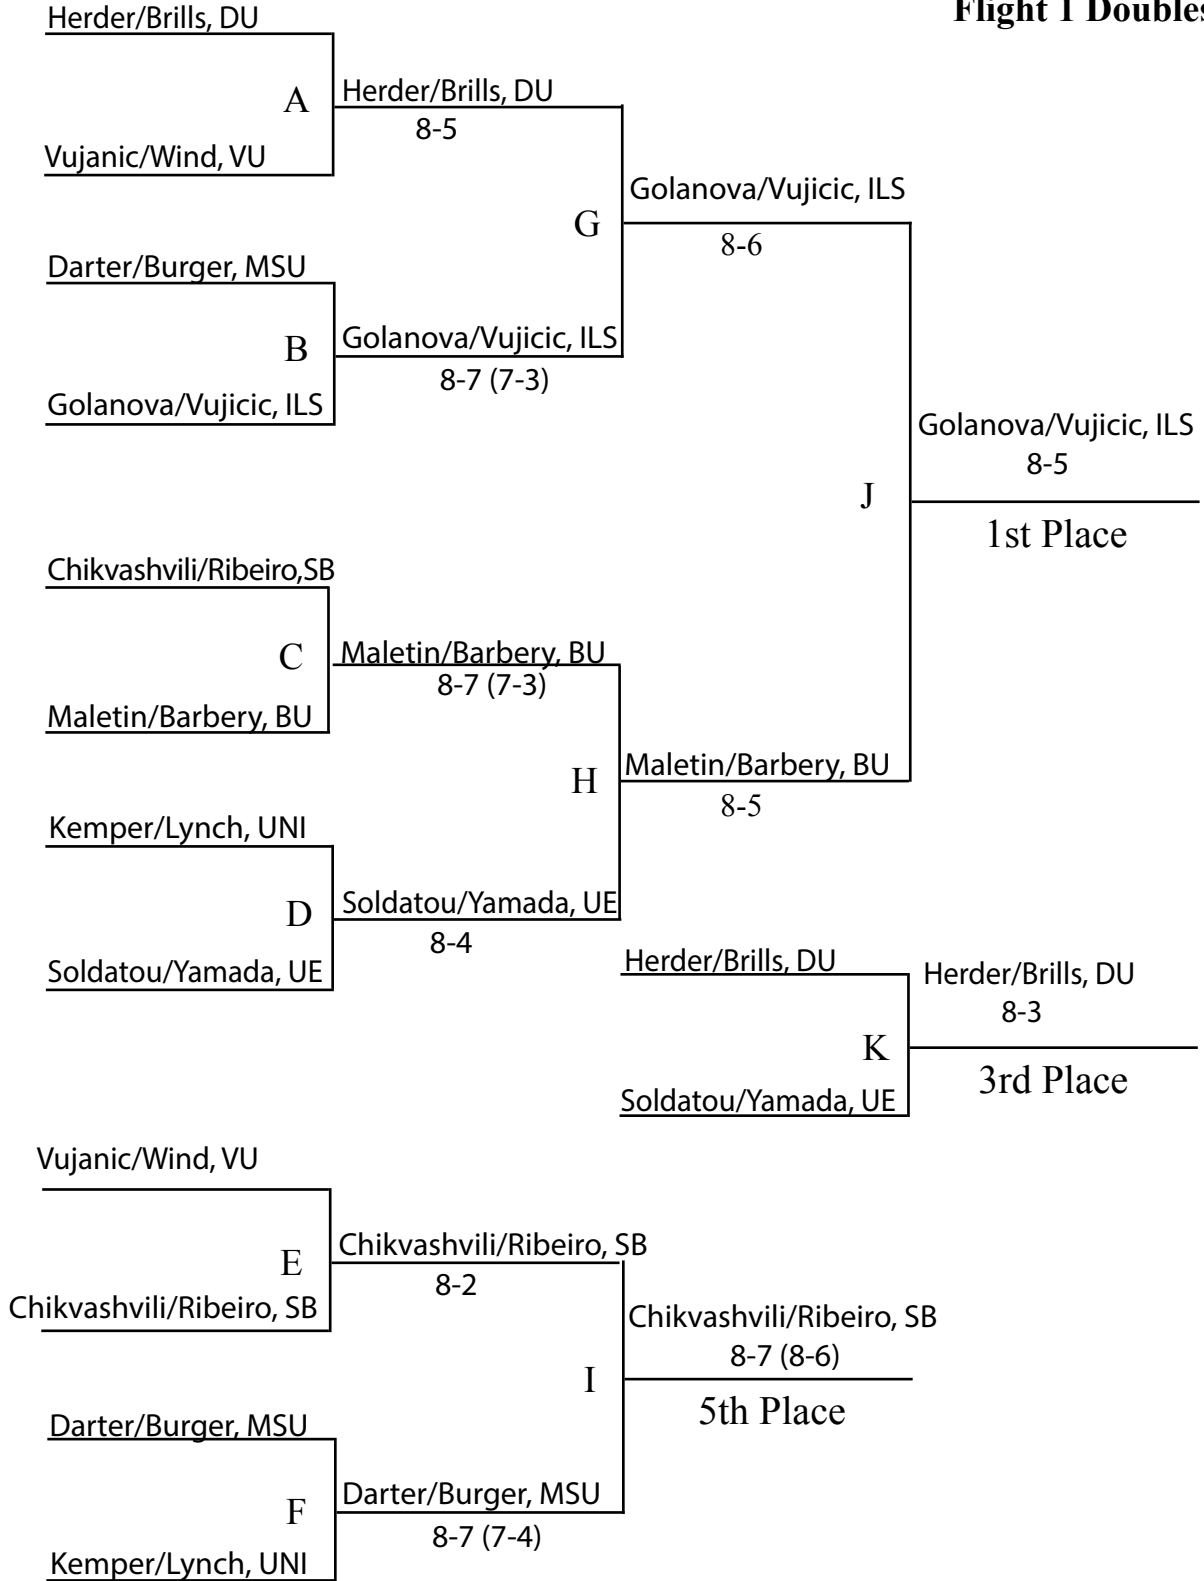 Flight 1 Doubles
Herder/Brills, DU
A
Herder/Brills, DU
8-5
Vujanic/Wind, VU
G
Golanova/Vujicic, ILS
8-6
Darter/Burger, MSU
B
Golanova/Vujicic, ILS
8-7 (7-3)
Golanova/Vujicic, ILS
J
Golanova/Vujicic, ILS
8-5
1st Place
Chikvashvili/Ribeiro,SB
C
Maletin/Barbery, BU
8-7 (7-3)
Maletin/Barbery, BU
H
Maletin/Barbery, BU
8-5
Kemper/Lynch, UNI
D
Soldatou/Yamada, UE
8-4
Soldatou/Yamada, UE
Herder/Brills, DU
K
Herder/Brills, DU
8-3
3rd Place
Soldatou/Yamada, UE
Vujanic/Wind, VU
E
Chikvashvili/Ribeiro, SB
8-2
Chikvashvili/Ribeiro, SB
I
Chikvashvili/Ribeiro, SB
8-7 (8-6)
5th Place
Darter/Burger, MSU
F
Darter/Burger, MSU
8-7 (7-4)
Kemper/Lynch, UNI